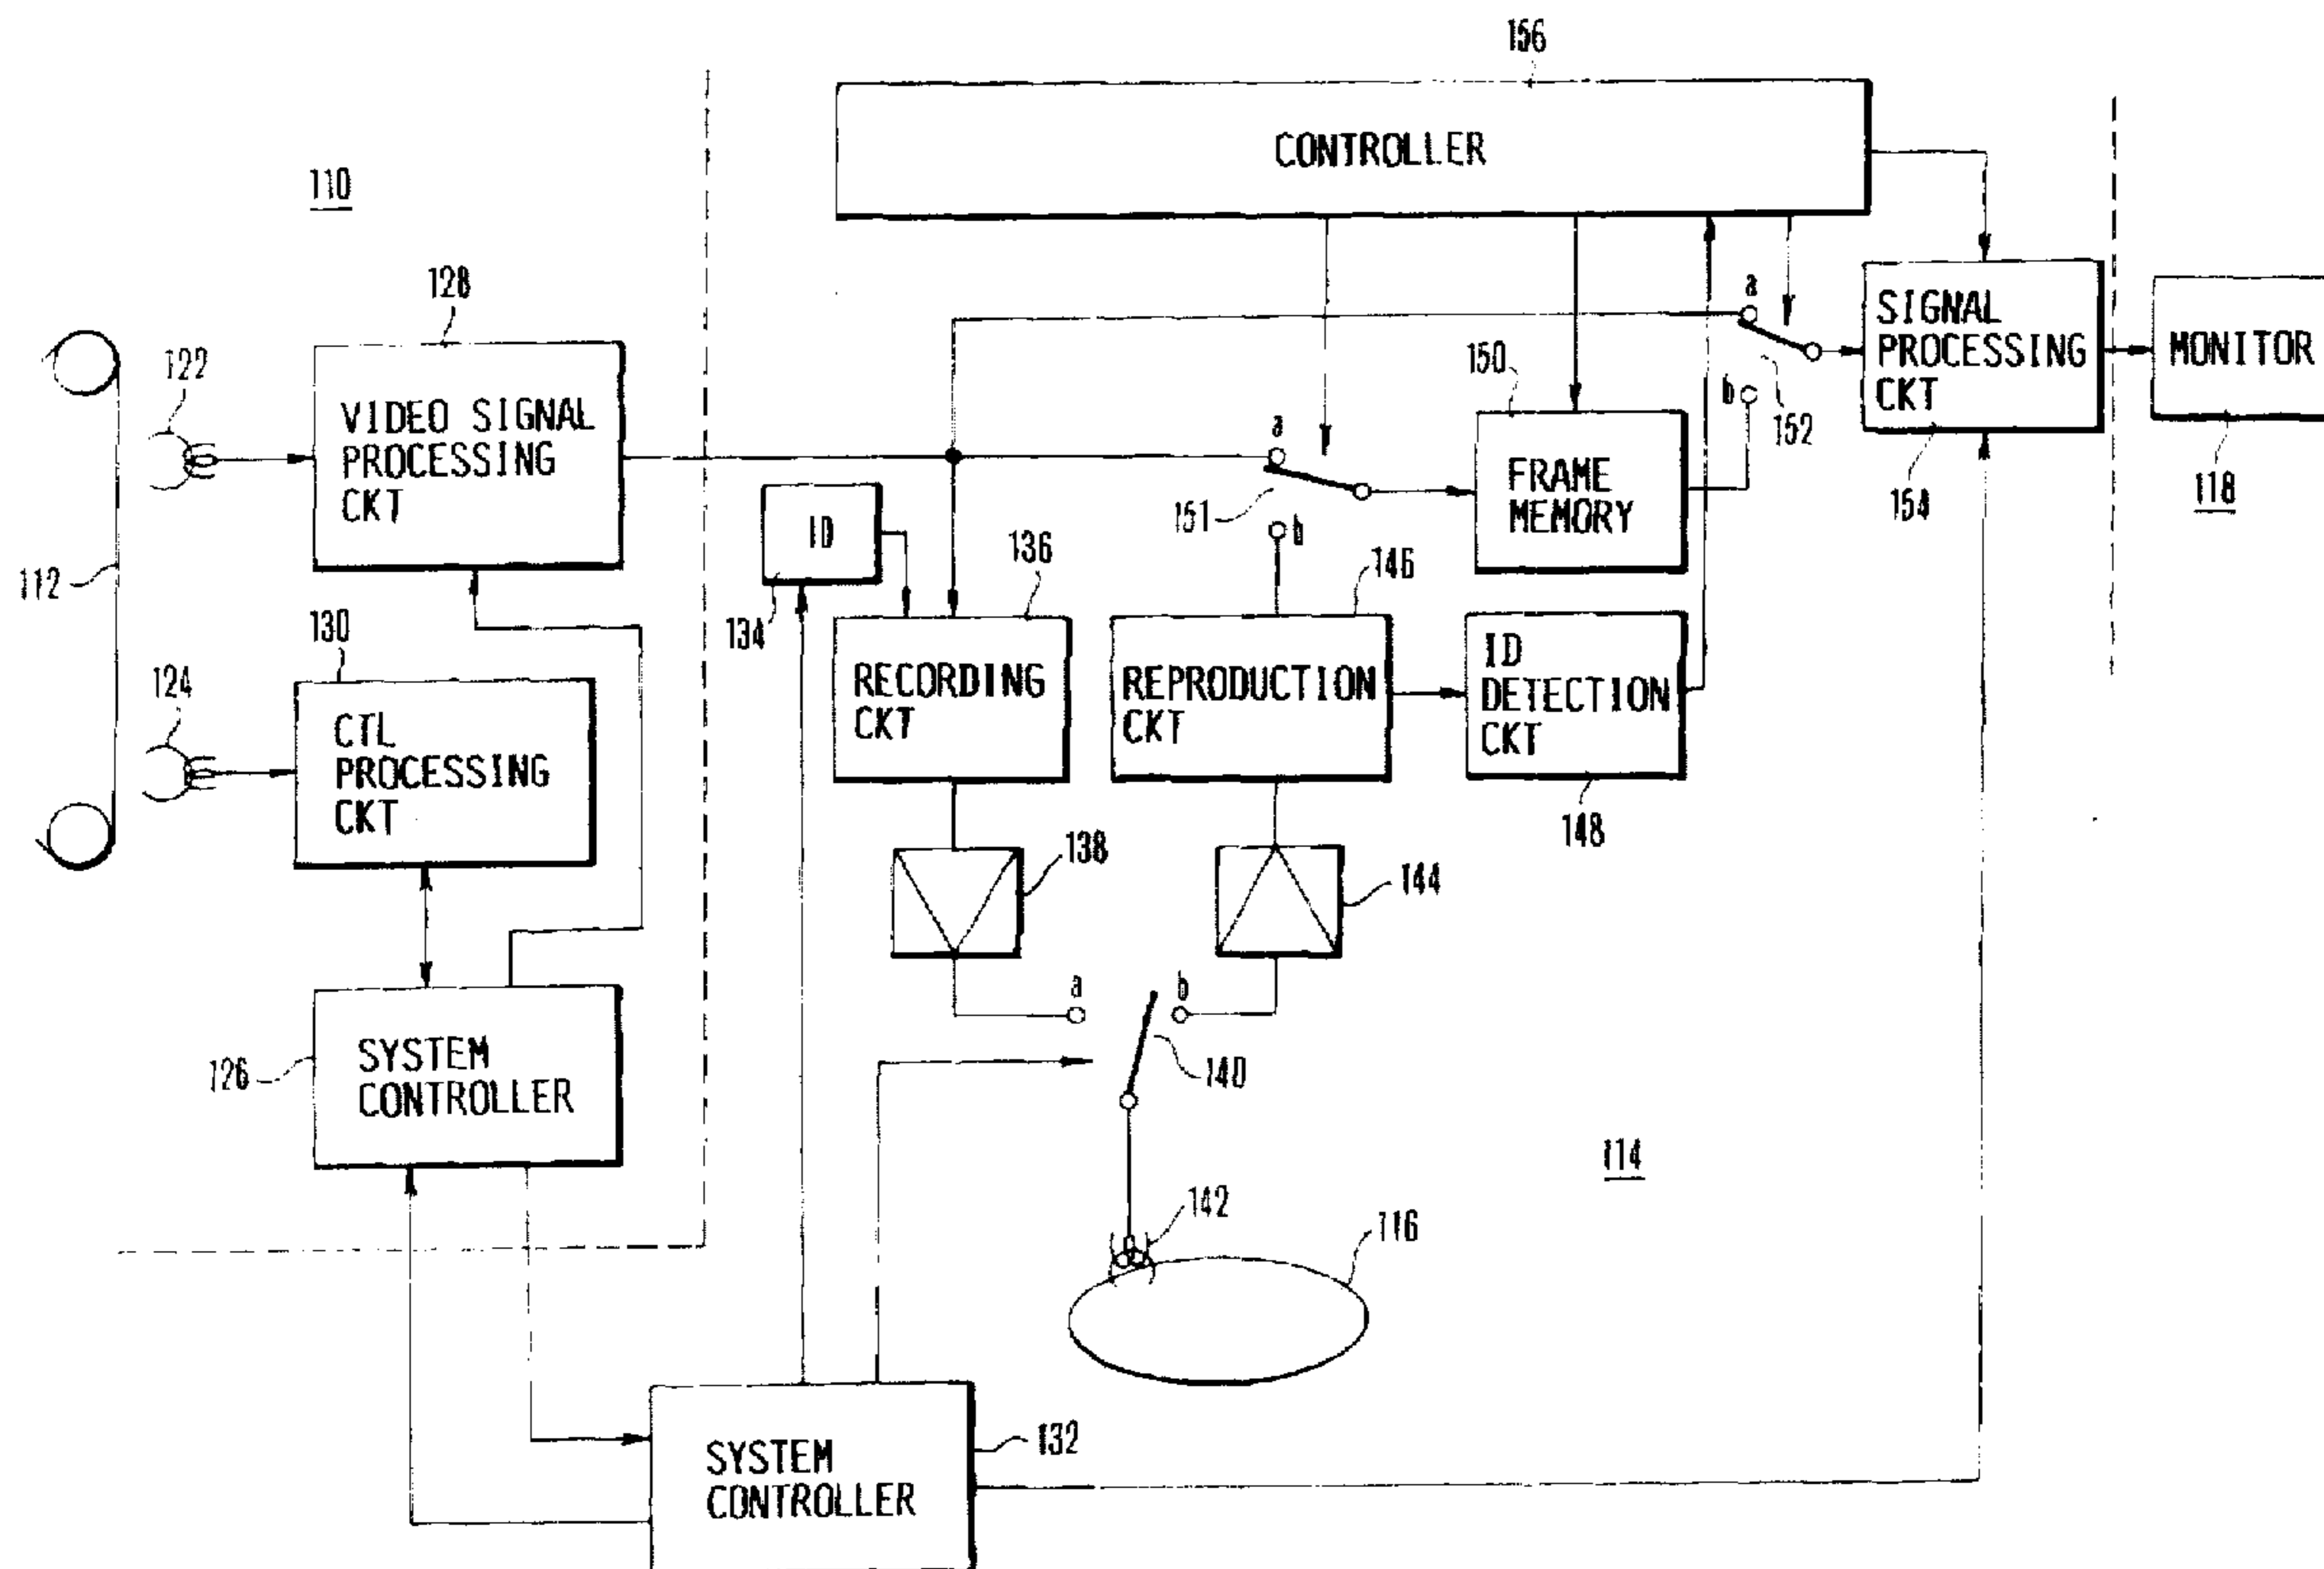 156
CONTROLLER
110
128
122
VIDEO SIGNAL
PROCESSING
CKT
112
130
124
CTL
PROCESSING
CKT
126
SYSTEM
CONTROLLER
ID
134
136
RECORDING
CKT
138
a
151
b
146
REPRODUCTION
CKT
144
150
FRAME
MEMORY
ID
DETECTION
CKT
148
a
b
152
SIGNAL
PROCESSING
CKT
154
MONITOR
118
a
b
140
142
116
114
SYSTEM
CONTROLLER
132